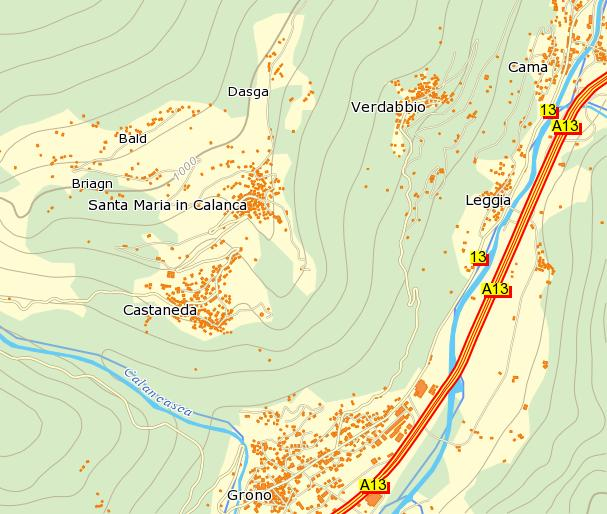 Cama
Dasga
Verdabbio
13
A13
Bald
1000
Briagn
Santa Maria in Calanca
Leggia
13
A13
Castaneda
Calancasca
Grono
A13